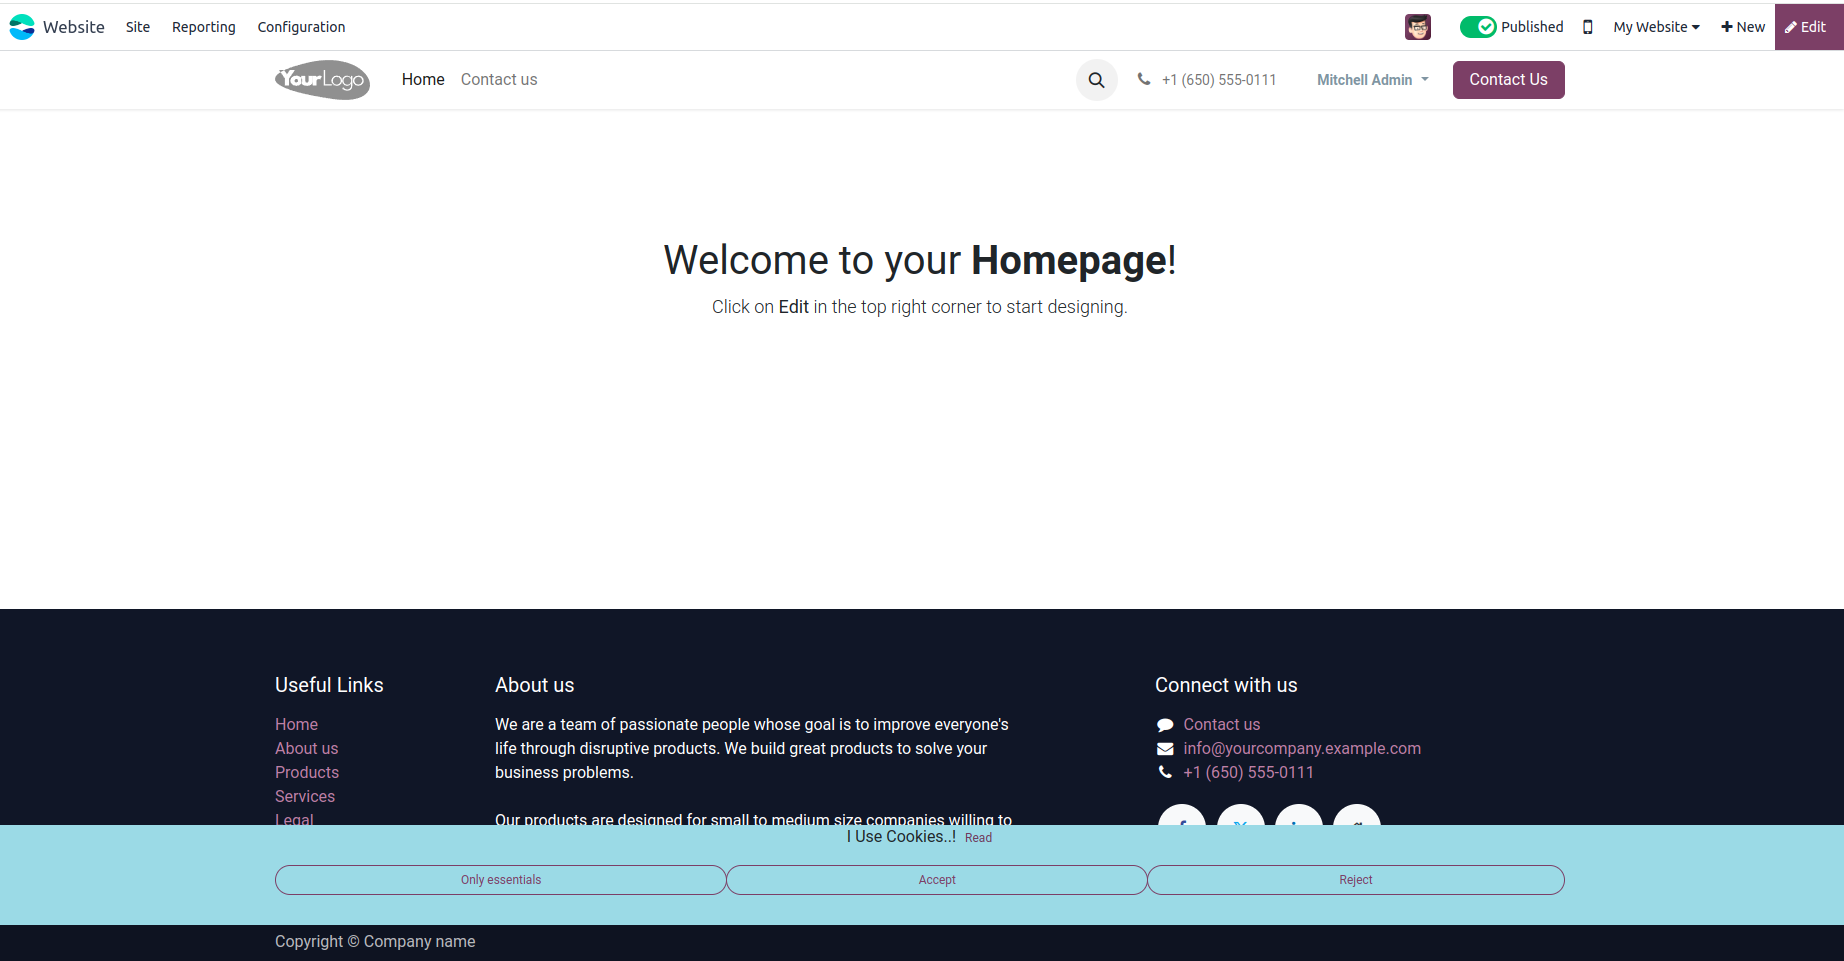 Website Site Reporting Configuration Published My Website New Edit
YourLogo Home Contact us +1 (650) 555-0111 Mitchell Admin Contact Us
Welcome to your Homepage!
Click on Edit in the top right corner to start designing.
Useful Links
Home
About us
Products
Services
Legal
About us
We are a team of passionate people whose goal is to improve everyone's
life through disruptive products. We build great products to solve your
business problems.
Our products are designed for small to medium size companies willing to
Connect with us
Contact us
info@yourcompany.example.com
+1 (650) 555-0111
I Use Cookies..! Read
Only essentials Accept Reject
Copyright © Company name